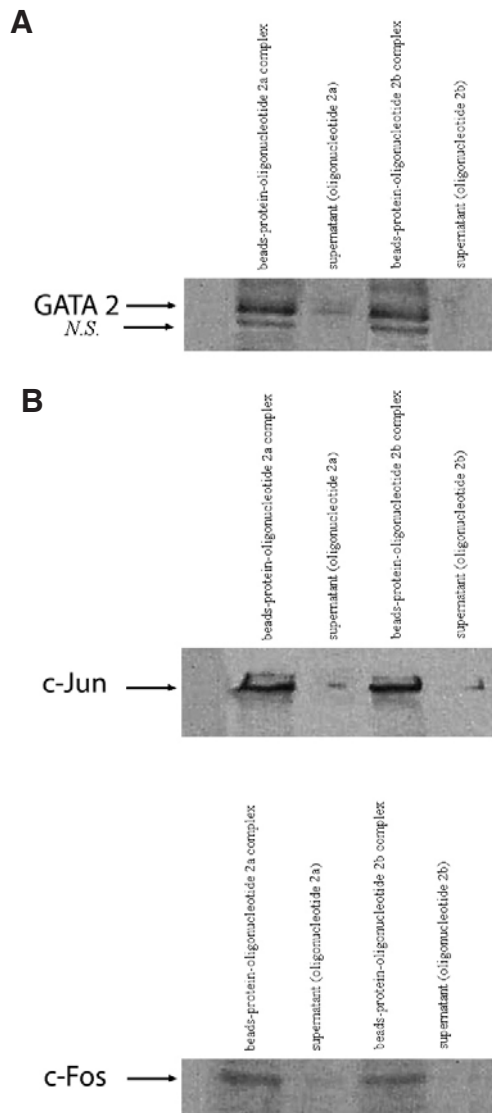 A
beads-protein-oligonucleotide 2a complex
supernatant (oligonucleotide 2a)
beads-protein-oligonucleotide 2b complex
supernatant (oligonucleotide 2b)
GATA 2
N.S.
B
beads-protein-oligonucleotide 2a complex
supernatant (oligonucleotide 2a)
beads-protein-oligonucleotide 2b complex
supernatant (oligonucleotide 2b)
c-Jun
beads-protein-oligonucleotide 2a complex
supernatant (oligonucleotide 2a)
beads-protein-oligonucleotide 2b complex
supernatant (oligonucleotide 2b)
c-Fos